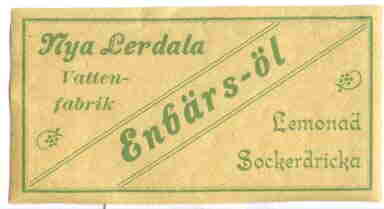 Nya Lerdala
Vatten-
fabrik
Enbärs-öl
Lemonad
Sockerdricka